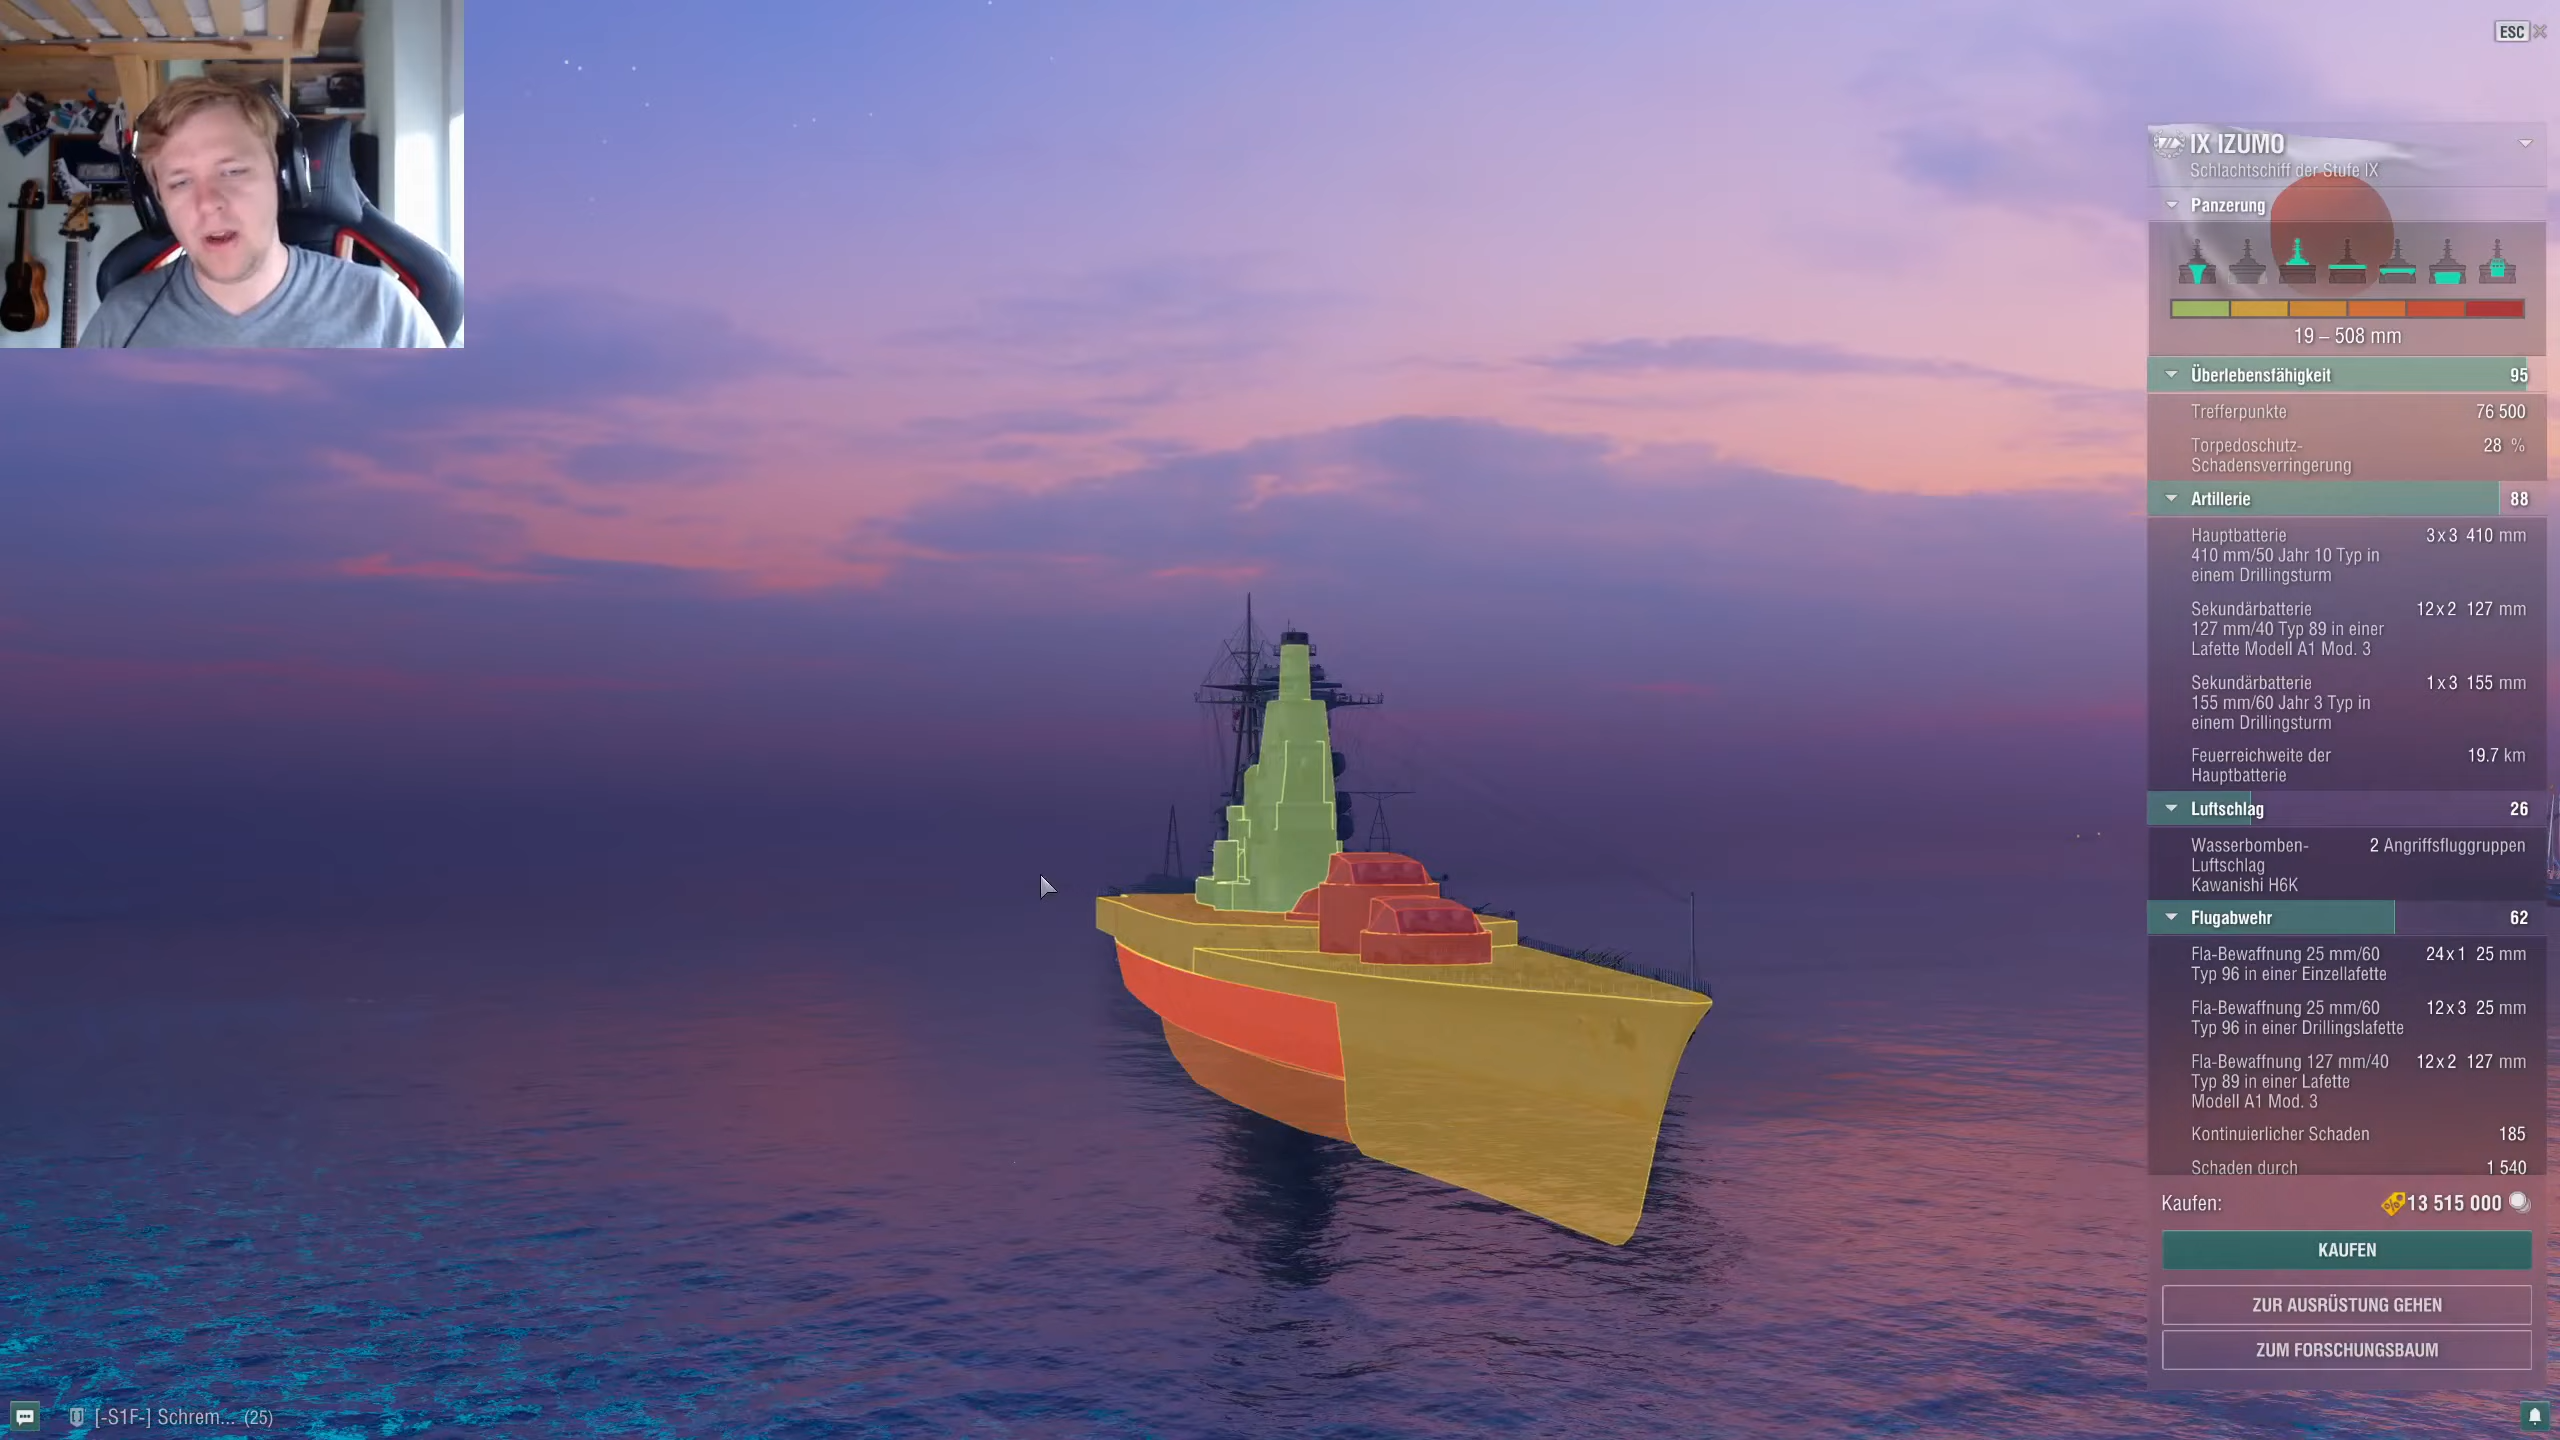 ESC
IX IZUMO
Schlachtschiff der Stufe IX
Panzerung
19 – 508 mm
Überlebensfähigkeit 95
Trefferpunkte 76 500
Torpedoschutz- 28 %
Schadensverringerung
Artillerie 88
Hauptbatterie 3x3 410 mm
410 mm/50 Jahr 10 Typ in
einem Drillingsturm
Sekundärbatterie 12x2 127 mm
127 mm/40 Typ 89 in einer
Lafette Modell A1 Mod. 3
Sekundärbatterie 1x3 155 mm
155 mm/60 Jahr 3 Typ in
einem Drillingsturm
Feuerreichweite der 19.7 km
Hauptbatterie
Luftschlag 26
Wasserbomben- 2 Angriffsfluggruppen
Luftschlag
Kawanishi H6K
Flugabwehr 62
Fla-Bewaffnung 25 mm/60 24x1 25 mm
Typ 96 in einer Einzellafette
Fla-Bewaffnung 25 mm/60 12x3 25 mm
Typ 96 in einer Drillingslafette
Fla-Bewaffnung 127 mm/40 12x2 127 mm
Typ 89 in einer Lafette
Modell A1 Mod. 3
Kontinuierlicher Schaden 185
Schaden durch 1 540
Kaufen: 13 515 000
KAUFEN
ZUR AUSRÜSTUNG GEHEN
ZUM FORSCHUNGSBAUM
[-S1F-] Schrem... (25)